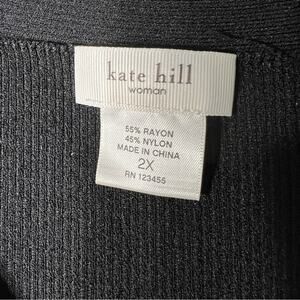 kate hill
woman
55% RAYON
45% NYLON
MADE IN CHINA
2X
RN 123455